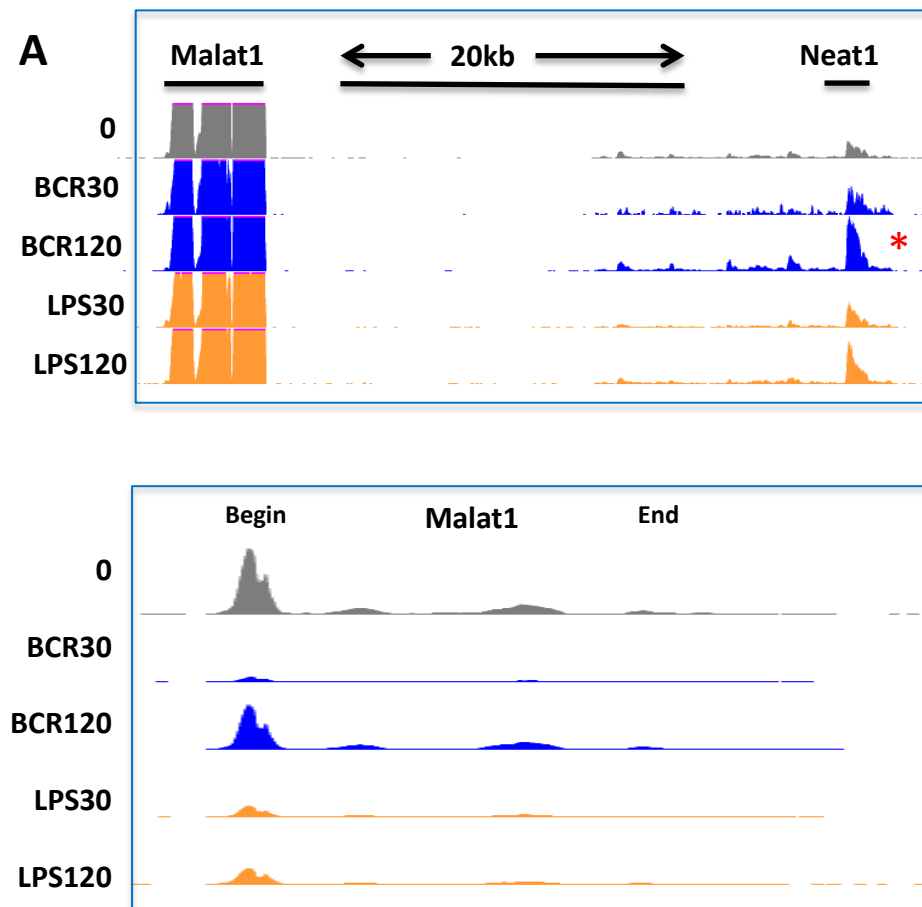 A
Malat1
20kb
Neat1
0
BCR30
BCR120
*
LPS30
LPS120
Begin
Malat1
End
0
BCR30
BCR120
LPS30
LPS120